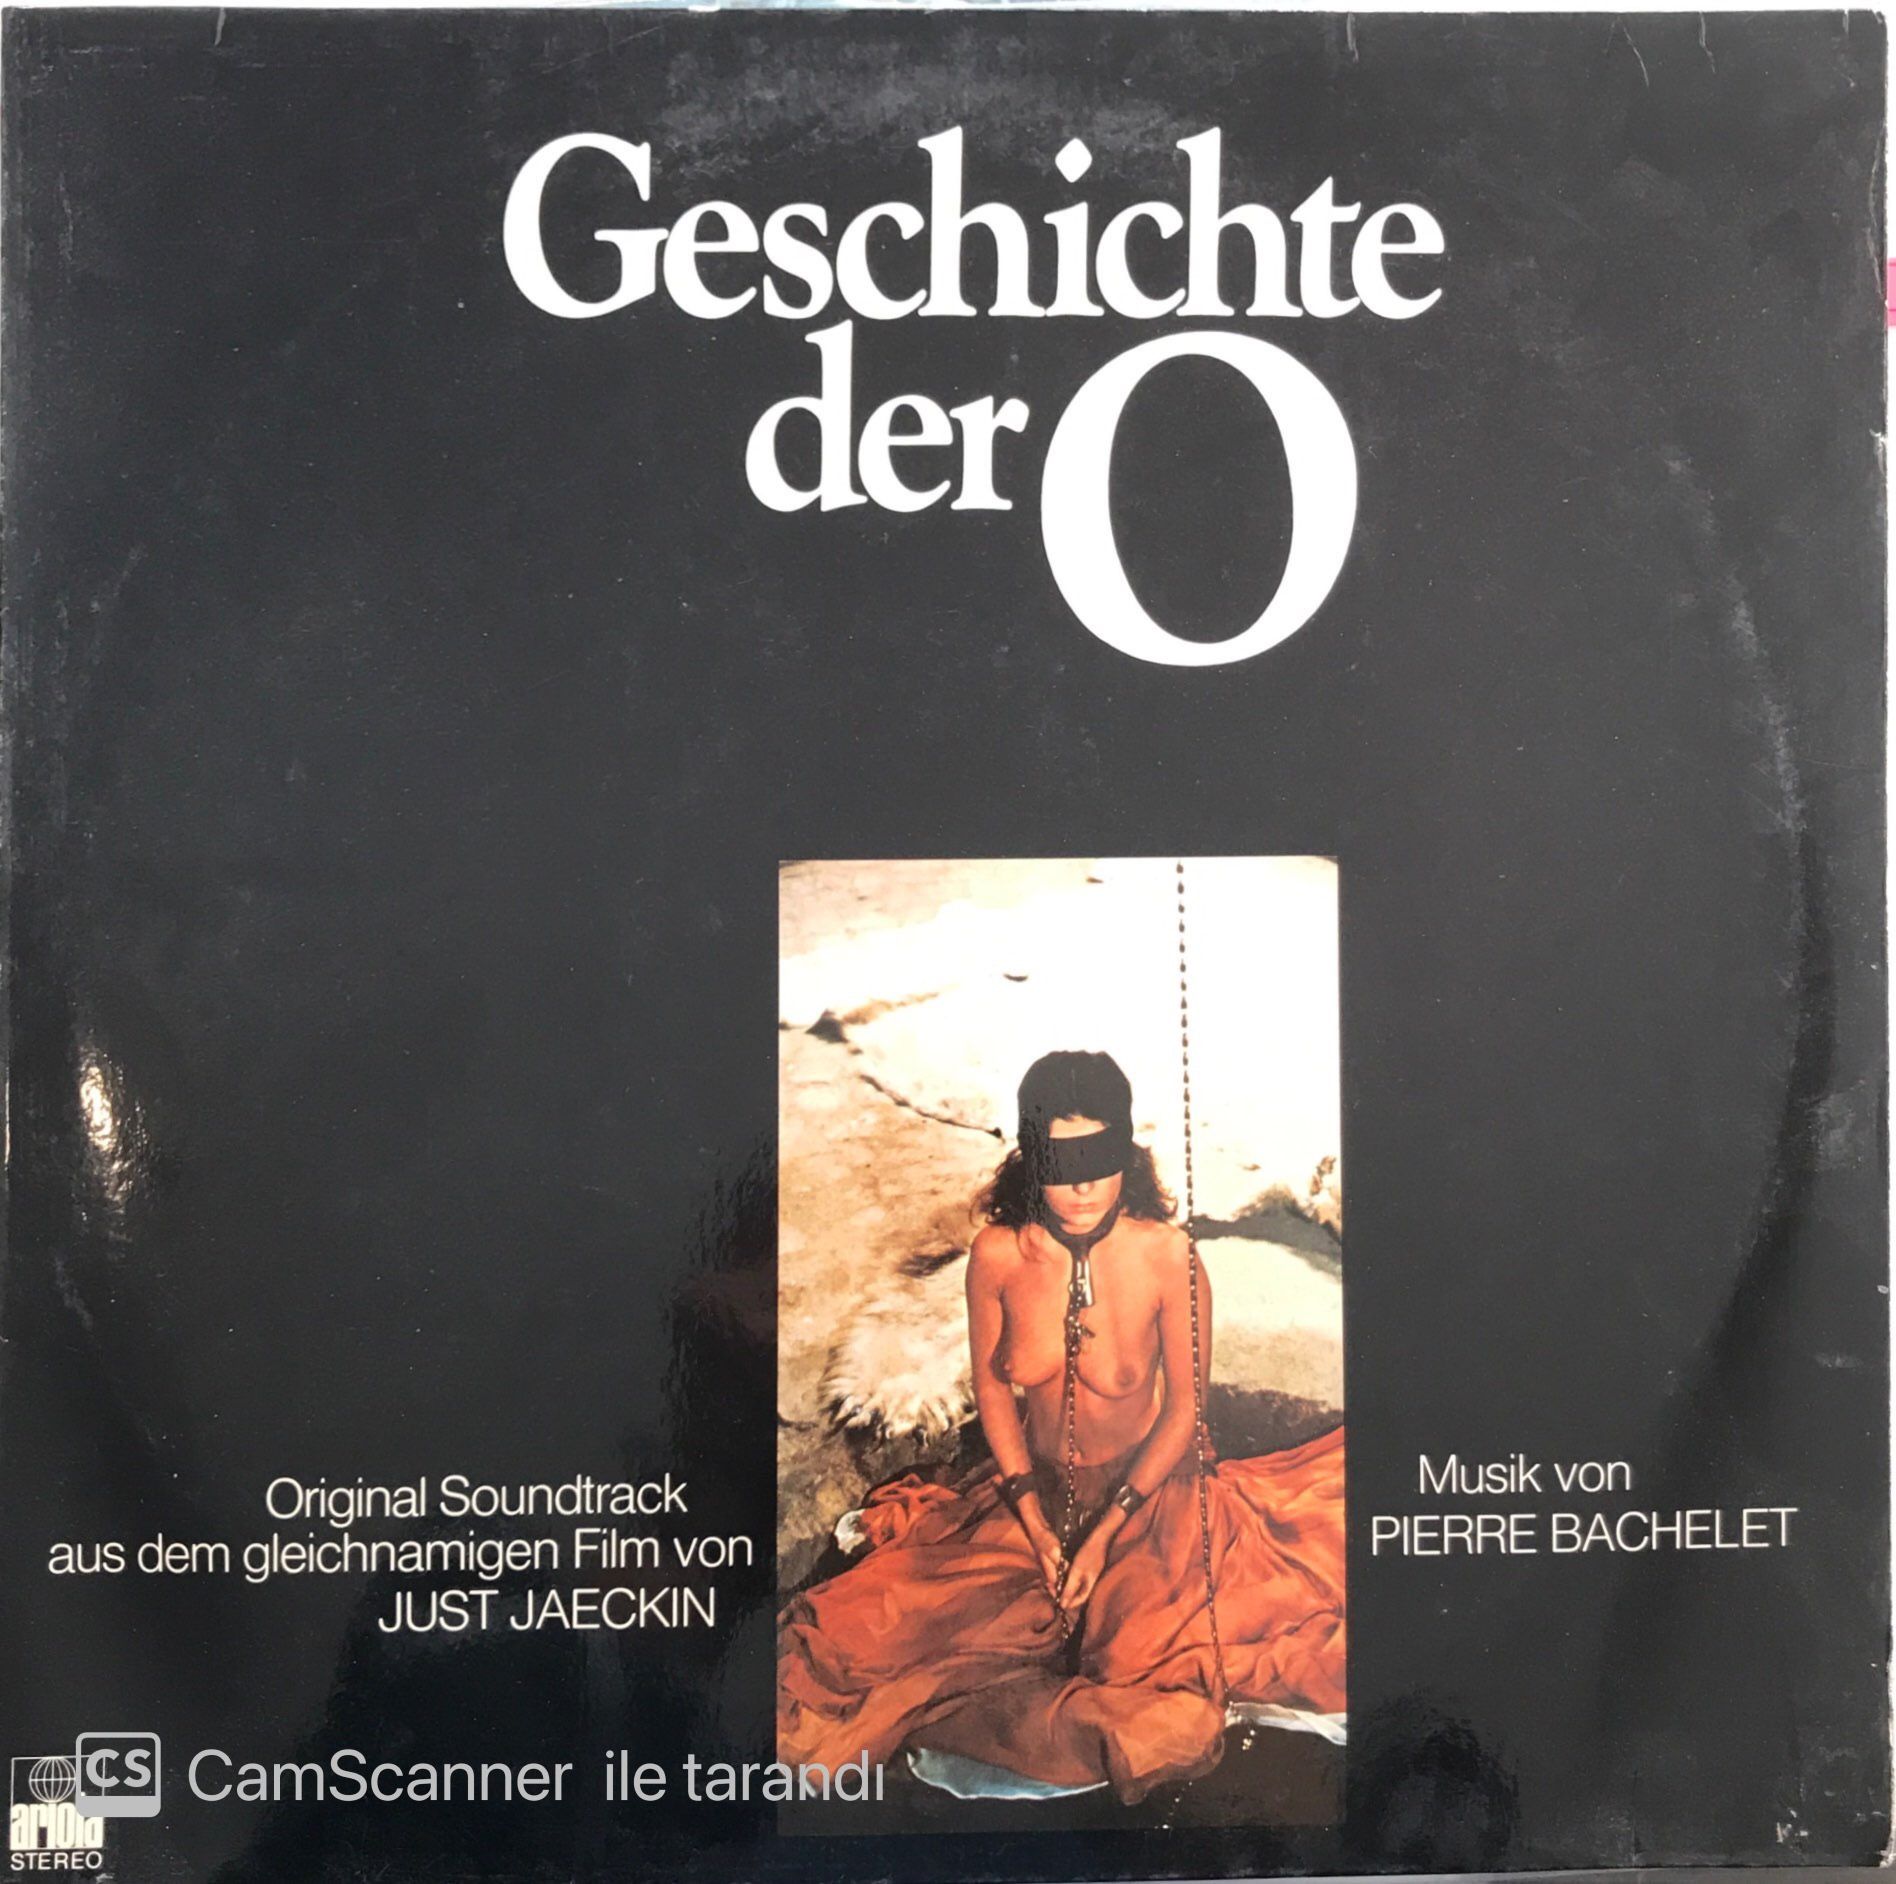 Geschichte
der O
Original Soundtrack
aus dem gleichnamigen Film von
JUST JAECKIN
Musik von
PIERRE BACHELET
CS CamScanner ile tarandı
ariola
STEREO